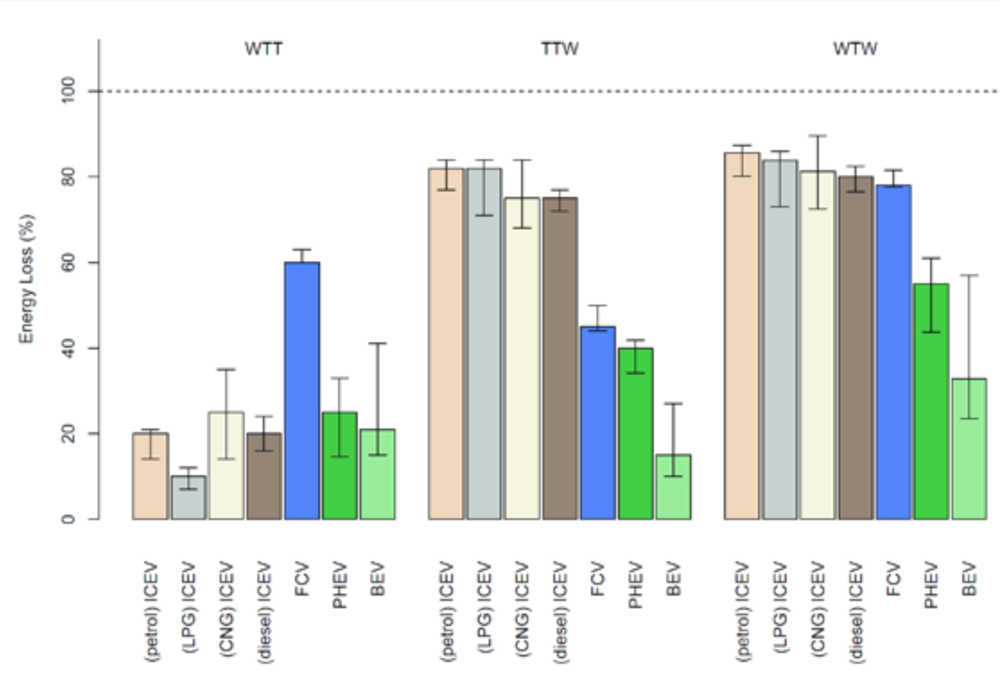 WTT
TTW
WTW
Energy Loss (%)
100
80
60
40
20
0
(petrol) ICEV
(LPG) ICEV
(CNG) ICEV
(diesel) ICEV
FCV
PHEV
BEV
(petrol) ICEV
(LPG) ICEV
(CNG) ICEV
(diesel) ICEV
FCV
PHEV
BEV
(petrol) ICEV
(LPG) ICEV
(CNG) ICEV
(diesel) ICEV
FCV
PHEV
BEV